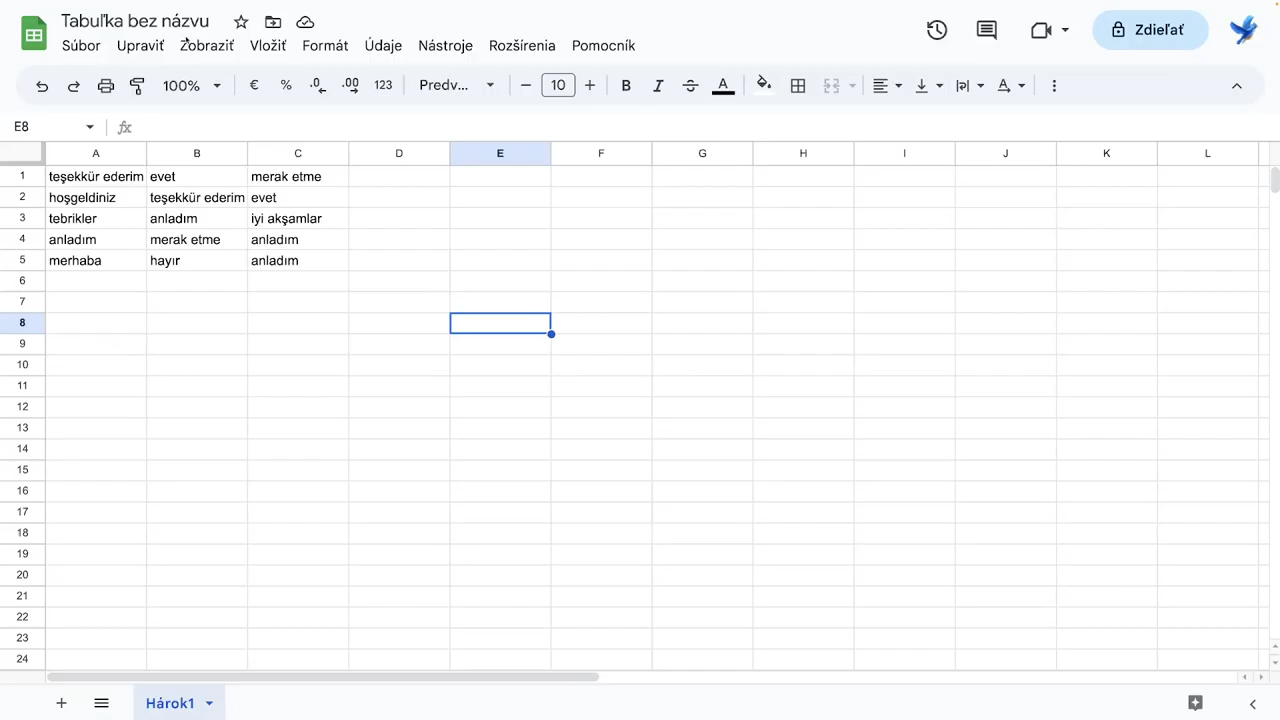 Tabuľka bez názvu
Súbor Upraviť Zobraziť Vložiť Formát Údaje Nástroje Rozšírenia Pomocník
Zdieľať
100% € % .0 .00 123 Predv... 10 B I A A
E8 fx
A B C D E F G H I J K L
1 teşekkür ederim evet merak etme
2 hoşgeldiniz teşekkür ederim evet
3 tebrikler anladım iyi akşamlar
4 anladım merak etme anladım
5 merhaba hayır anladım
6
7
8
9
10
11
12
13
14
15
16
17
18
19
20
21
22
23
24
Hárok1